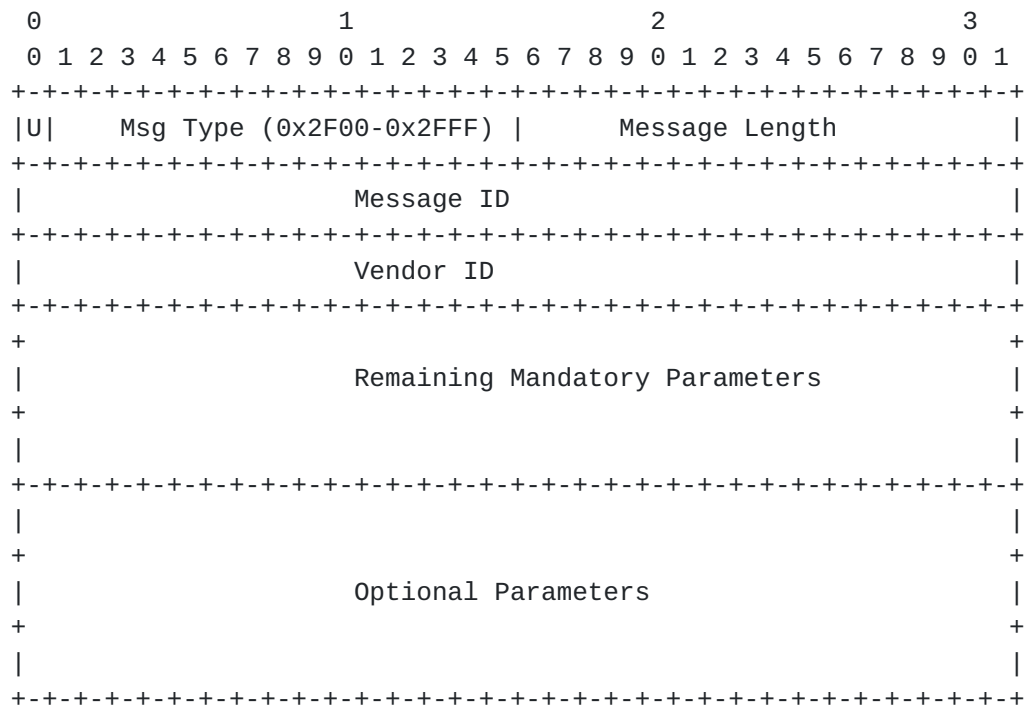 0                   1                   2                   3
 0 1 2 3 4 5 6 7 8 9 0 1 2 3 4 5 6 7 8 9 0 1 2 3 4 5 6 7 8 9 0 1
+-+-+-+-+-+-+-+-+-+-+-+-+-+-+-+-+-+-+-+-+-+-+-+-+-+-+-+-+-+-+-+-+
|U|    Msg Type (0x2F00-0x2FFF) |      Message Length           |
+-+-+-+-+-+-+-+-+-+-+-+-+-+-+-+-+-+-+-+-+-+-+-+-+-+-+-+-+-+-+-+-+
|                     Message ID                                |
+-+-+-+-+-+-+-+-+-+-+-+-+-+-+-+-+-+-+-+-+-+-+-+-+-+-+-+-+-+-+-+-+
|                     Vendor ID                                 |
+-+-+-+-+-+-+-+-+-+-+-+-+-+-+-+-+-+-+-+-+-+-+-+-+-+-+-+-+-+-+-+-+
+                                                               +
|                     Remaining Mandatory Parameters            |
+                                                               +
|                                                               |
+-+-+-+-+-+-+-+-+-+-+-+-+-+-+-+-+-+-+-+-+-+-+-+-+-+-+-+-+-+-+-+-+
|                                                               |
+                                                               +
|                     Optional Parameters                       |
+                                                               +
|                                                               |
+-+-+-+-+-+-+-+-+-+-+-+-+-+-+-+-+-+-+-+-+-+-+-+-+-+-+-+-+-+-+-+-+